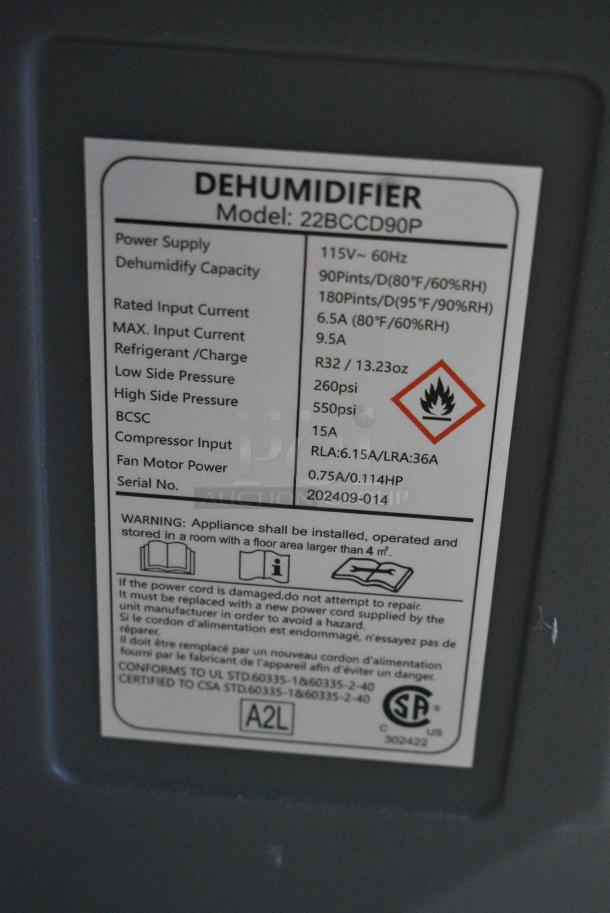 DEHUMIDIFIER
Model: 22BCCD90P
Power Supply 115V~ 60Hz
Dehumidify Capacity 90Pints/D(80°F/60%RH)
180Pints/D(95°F/90%RH)
Rated Input Current 6.5A (80°F/60%RH)
MAX. Input Current 9.5A
Refrigerant /Charge R32 / 13.23oz
Low Side Pressure 260psi
High Side Pressure 550psi
BCSC 15A
Compressor Input RLA:6.15A/LRA:36A
Fan Motor Power 0.75A/0.114HP
Serial No. 202409-014
WARNING: Appliance shall be installed, operated and
stored in a room with a floor area larger than 4 m².
If the power cord is damaged,do not attempt to repair.
It must be replaced with a new power cord supplied by the
unit manufacturer in order to avoid a hazard.
Si le cordon d'alimentation est endommagé, n'essayez pas de
réparer.
Il doit être remplacé par un nouveau cordon d'alimentation
fourni par le fabricant de l'appareil afin d'éviter un danger.
CONFORMS TO UL STD.60335-1&60335-2-40
CERTIFIED TO CSA STD.60335-1&60335-2-40
A2L
CSA ®
C US
302422
pci
AUCTION GROUP